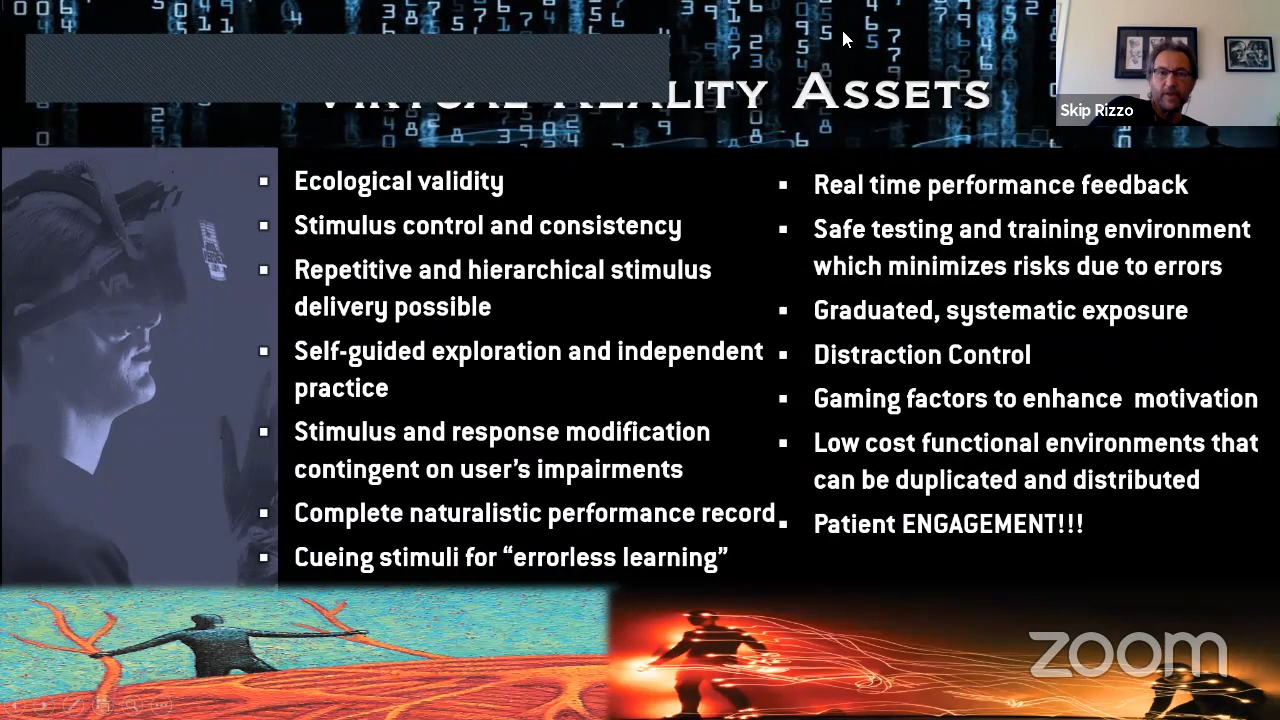 VIRTUAL REALITY ASSETS
Skip Rizzo
Ecological validity
Stimulus control and consistency
Repetitive and hierarchical stimulus
delivery possible
Self-guided exploration and independent
practice
Stimulus and response modification
contingent on user’s impairments
Complete naturalistic performance record
Cueing stimuli for “errorless learning”
Real time performance feedback
Safe testing and training environment
which minimizes risks due to errors
Graduated, systematic exposure
Distraction Control
Gaming factors to enhance motivation
Low cost functional environments that
can be duplicated and distributed
Patient ENGAGEMENT!!!
zoom